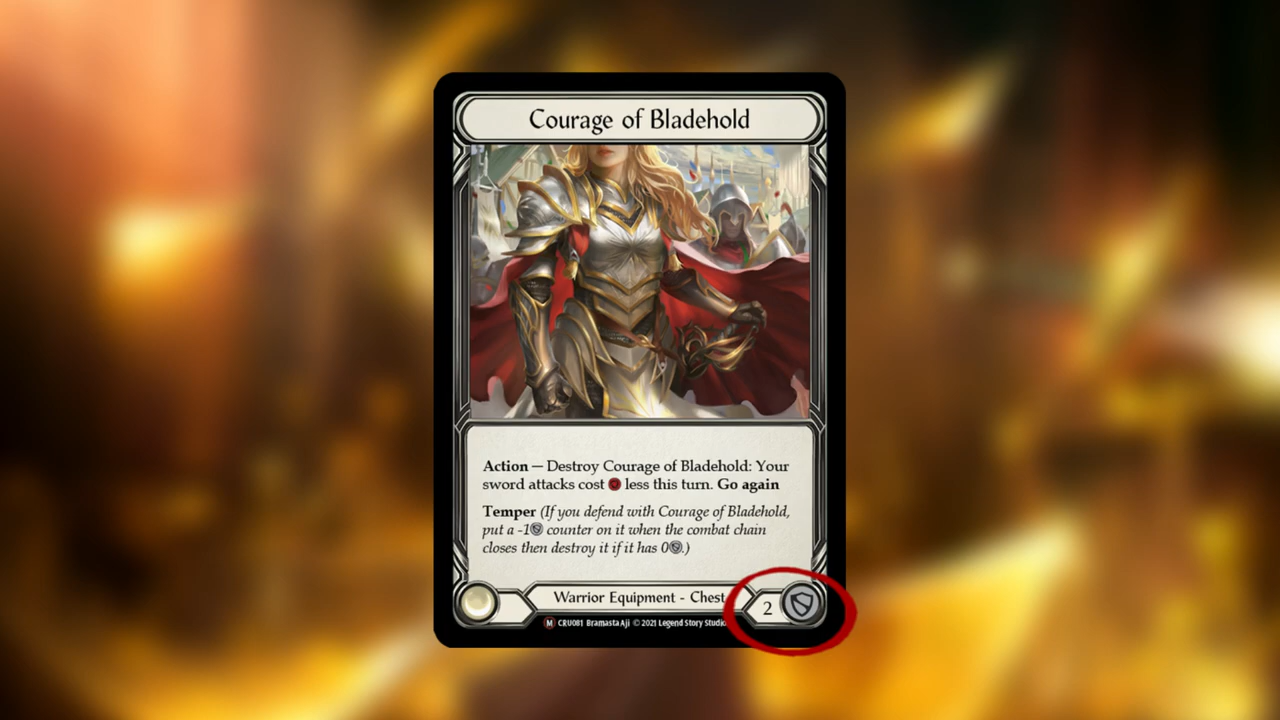 Courage of Bladehold
Action — Destroy Courage of Bladehold: Your
sword attacks cost less this turn. Go again
Temper (If you defend with Courage of Bladehold,
put a -1 counter on it when the combat chain
closes then destroy it if it has 0.)
Warrior Equipment - Chest
2
M CRU081 Bramasta Aji © 2021 Legend Story Studio